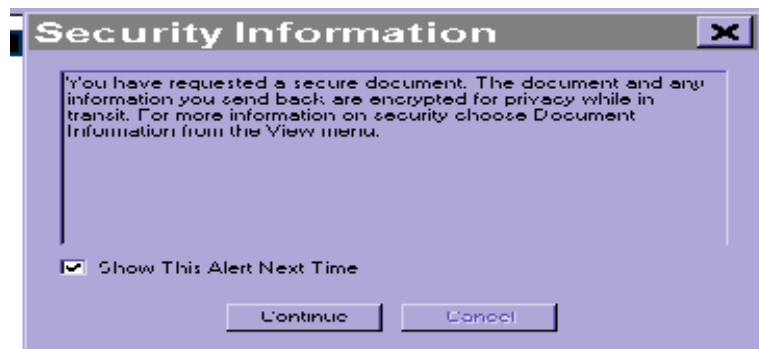 Security Information
You have requested a secure document. The document and any
information you send back are encrypted for privacy while in
transit. For more information on security choose Document
Information from the View menu.
Show This Alert Next Time
Continue
Cancel